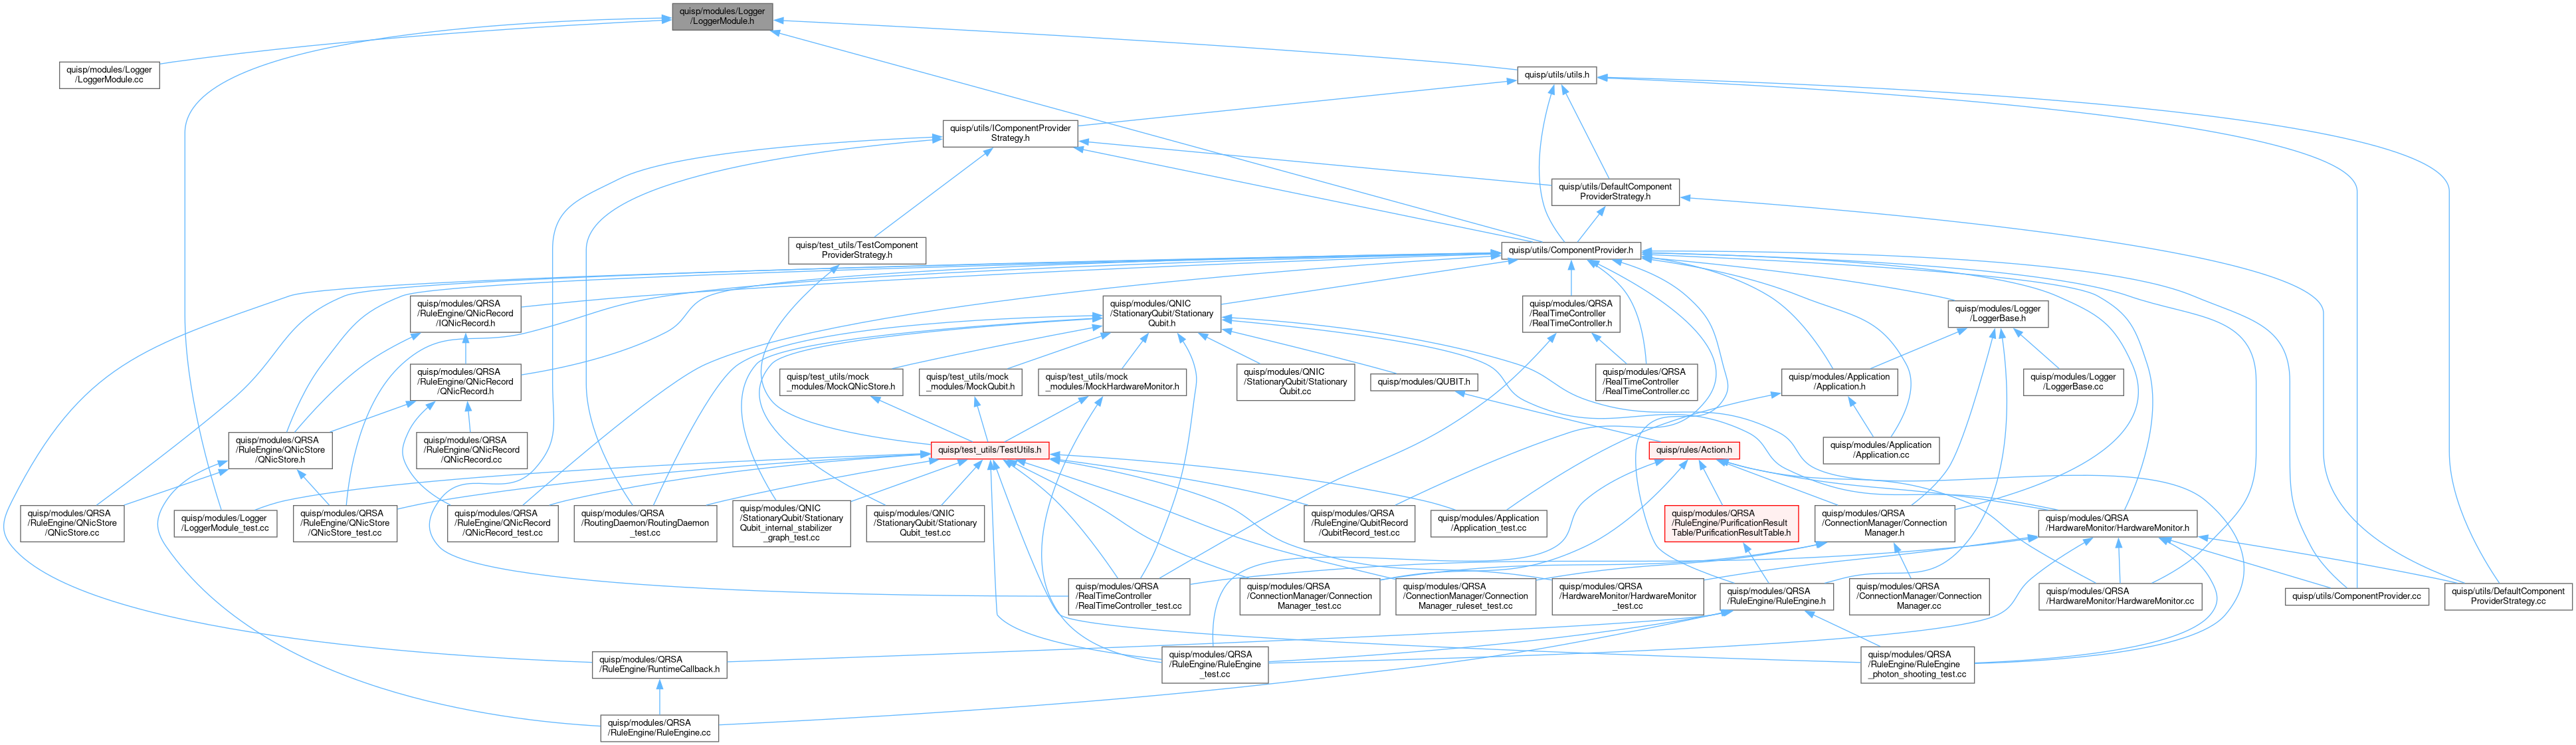 quisp/modules/Logger
/LoggerModule.h
quisp/modules/Logger
/LoggerModule.cc
quisp/utils/utils.h
quisp/utils/IComponentProvider
Strategy.h
quisp/utils/DefaultComponent
ProviderStrategy.h
quisp/test_utils/TestComponent
ProviderStrategy.h
quisp/utils/ComponentProvider.h
quisp/modules/QRSA
/RuleEngine/QNicRecord
/IQNicRecord.h
quisp/modules/QNIC
/StationaryQubit/Stationary
Qubit.h
quisp/modules/QRSA
/RealTimeController
/RealTimeController.h
quisp/modules/Logger
/LoggerBase.h
quisp/modules/QRSA
/RuleEngine/QNicRecord
/QNicRecord.h
quisp/test_utils/mock
_modules/MockQNicStore.h
quisp/test_utils/mock
_modules/MockQubit.h
quisp/test_utils/mock
_modules/MockHardwareMonitor.h
quisp/modules/QNIC
/StationaryQubit/Stationary
Qubit.cc
quisp/modules/QUBIT.h
quisp/modules/QRSA
/RealTimeController
/RealTimeController.cc
quisp/modules/Application
/Application.h
quisp/modules/Logger
/LoggerBase.cc
quisp/modules/QRSA
/RuleEngine/QNicStore
/QNicStore.h
quisp/modules/QRSA
/RuleEngine/QNicRecord
/QNicRecord.cc
quisp/test_utils/TestUtils.h
quisp/rules/Action.h
quisp/modules/Application
/Application.cc
quisp/modules/QRSA
/RuleEngine/QNicStore
/QNicStore.cc
quisp/modules/Logger
/LoggerModule_test.cc
quisp/modules/QRSA
/RuleEngine/QNicStore
/QNicStore_test.cc
quisp/modules/QRSA
/RuleEngine/QNicRecord
/QNicRecord_test.cc
quisp/modules/QRSA
/RoutingDaemon/RoutingDaemon
_test.cc
quisp/modules/QNIC
/StationaryQubit/Stationary
Qubit_internal_stabilizer
_graph_test.cc
quisp/modules/QNIC
/StationaryQubit/Stationary
Qubit_test.cc
quisp/modules/QRSA
/RuleEngine/QubitRecord
/QubitRecord_test.cc
quisp/modules/Application
/Application_test.cc
quisp/modules/QRSA
/RuleEngine/PurificationResult
Table/PurificationResultTable.h
quisp/modules/QRSA
/ConnectionManager/Connection
Manager.h
quisp/modules/QRSA
/HardwareMonitor/HardwareMonitor.h
quisp/modules/QRSA
/RealTimeController
/RealTimeController_test.cc
quisp/modules/QRSA
/ConnectionManager/Connection
Manager_test.cc
quisp/modules/QRSA
/ConnectionManager/Connection
Manager_ruleset_test.cc
quisp/modules/QRSA
/HardwareMonitor/HardwareMonitor
_test.cc
quisp/modules/QRSA
/RuleEngine/RuleEngine.h
quisp/modules/QRSA
/ConnectionManager/Connection
Manager.cc
quisp/modules/QRSA
/HardwareMonitor/HardwareMonitor.cc
quisp/utils/ComponentProvider.cc
quisp/utils/DefaultComponent
ProviderStrategy.cc
quisp/modules/QRSA
/RuleEngine/RuntimeCallback.h
quisp/modules/QRSA
/RuleEngine/RuleEngine
_test.cc
quisp/modules/QRSA
/RuleEngine/RuleEngine
_photon_shooting_test.cc
quisp/modules/QRSA
/RuleEngine/RuleEngine.cc